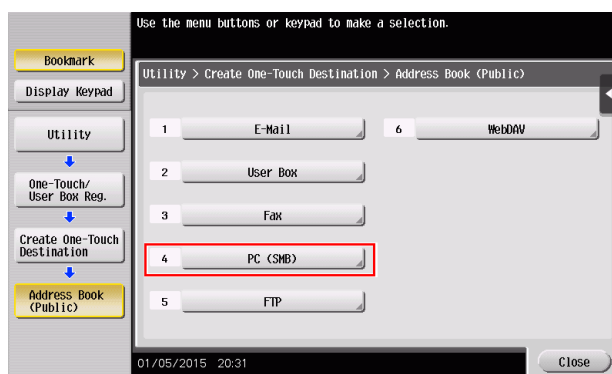 Use the menu buttons or keypad to make a selection.
Bookmark
Display Keypad
Utility
One-Touch/
User Box Reg.
Create One-Touch
Destination
Address Book
(Public)
Utility > Create One-Touch Destination > Address Book (Public)
1 E-Mail
2 User Box
3 Fax
4 PC (SMB)
5 FTP
6 WebDAV
01/05/2015 20:31
Close